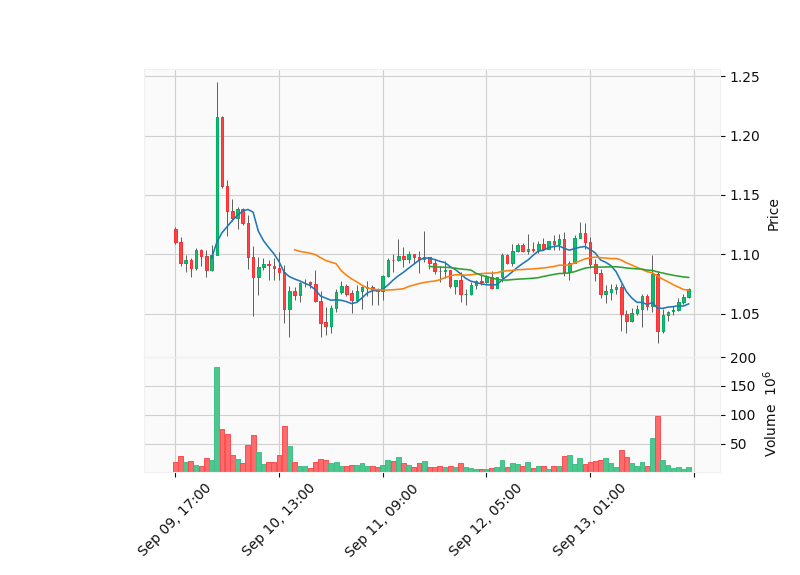 1.25
1.20
1.15
1.10
1.05
Price
200
150
100
50
Volume 10^6
Sep 09, 17:00
Sep 10, 13:00
Sep 11, 09:00
Sep 12, 05:00
Sep 13, 01:00